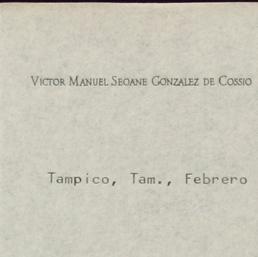 VICTOR MANUEL SEOANE GONZALEZ DE COSSIO
Tampico, Tam., Febrero